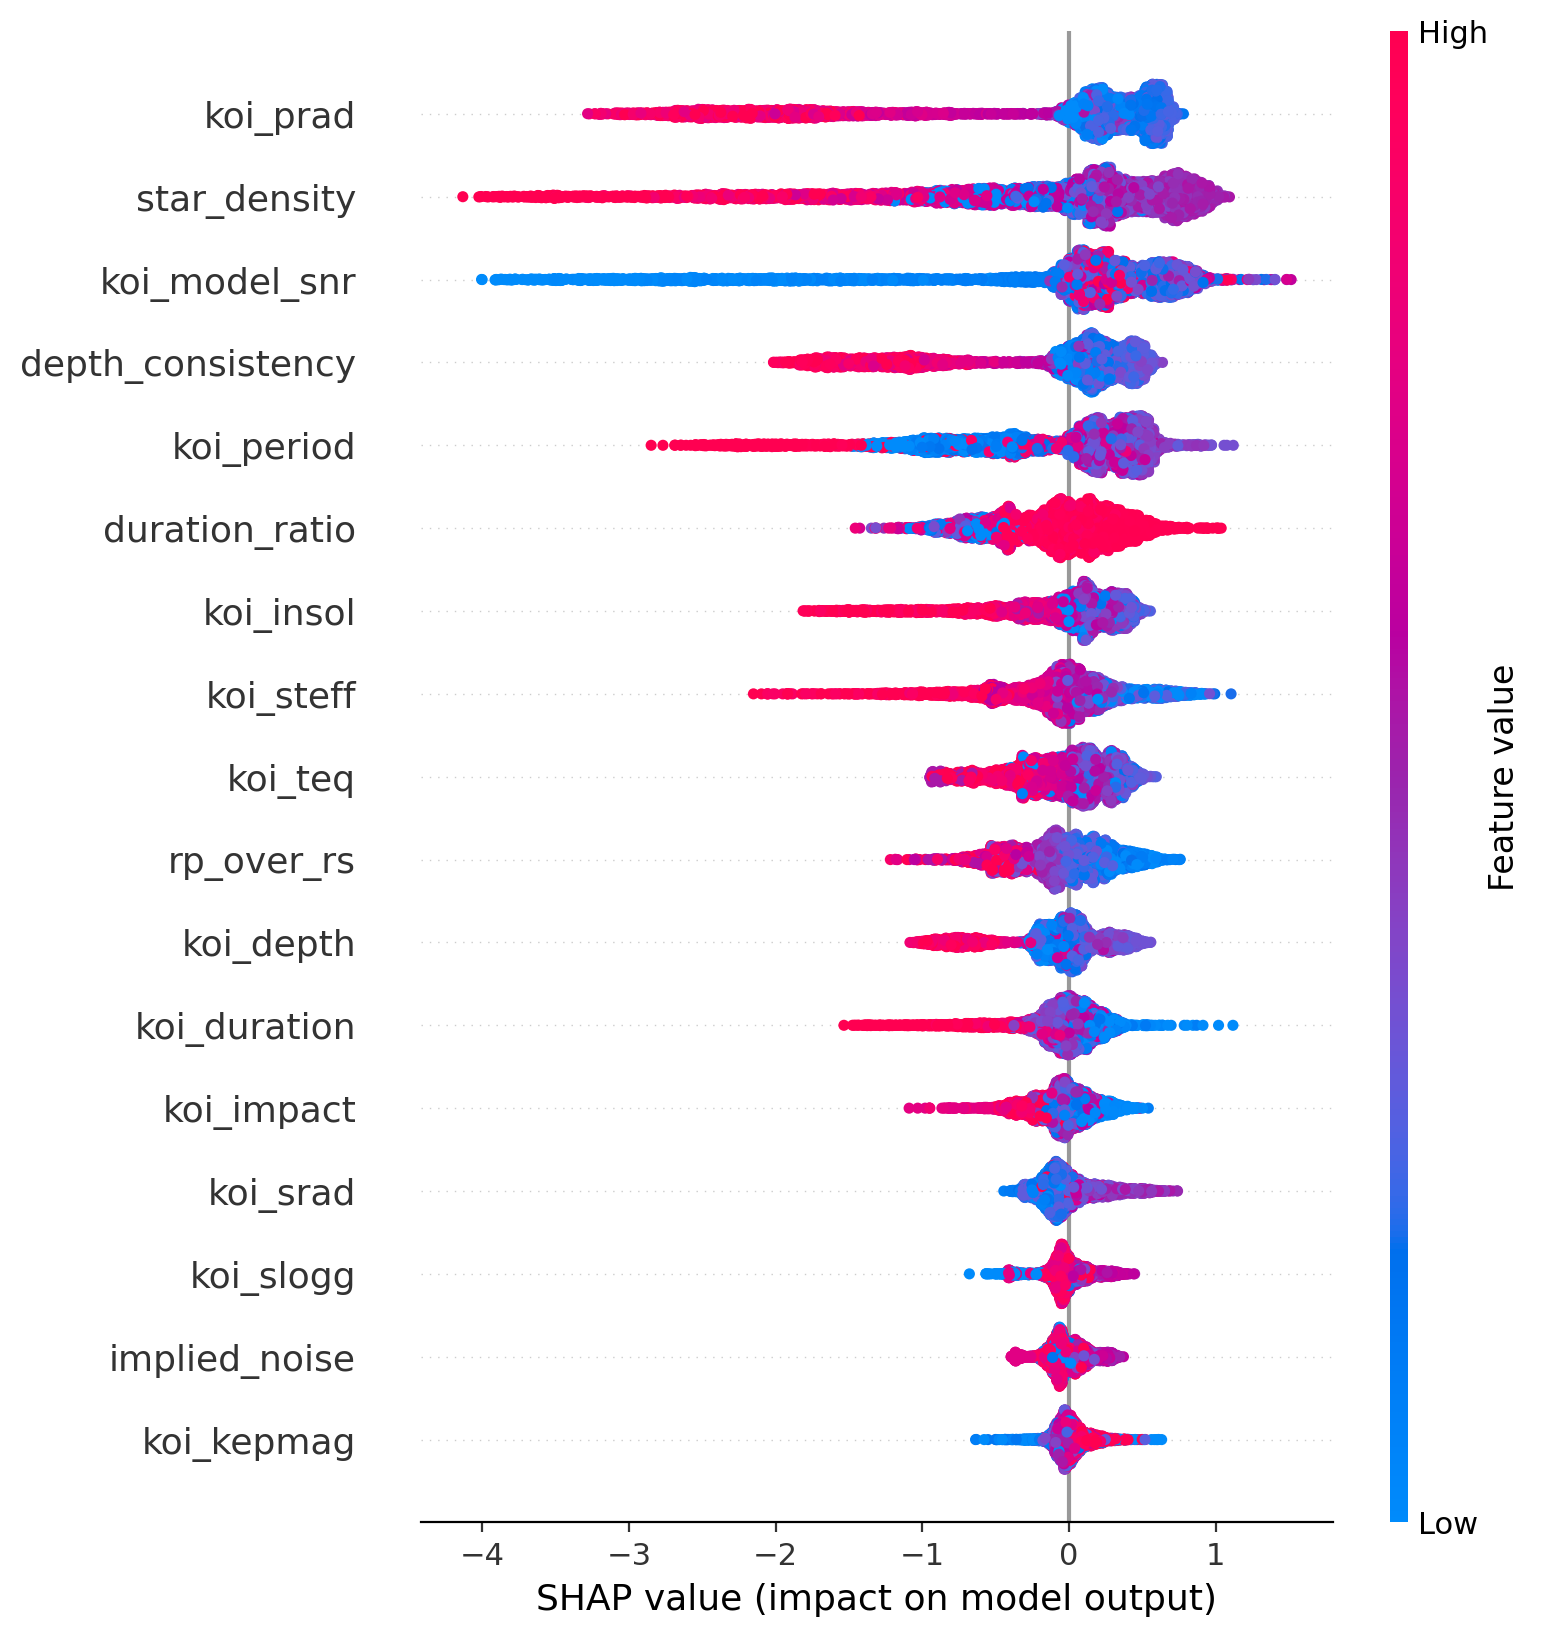 High
koi_prad
star_density
koi_model_snr
depth_consistency
koi_period
duration_ratio
koi_insol
koi_steff
koi_teq
rp_over_rs
koi_depth
koi_duration
koi_impact
koi_srad
koi_slogg
implied_noise
koi_kepmag
Feature value
Low
−4 −3 −2 −1 0 1
SHAP value (impact on model output)